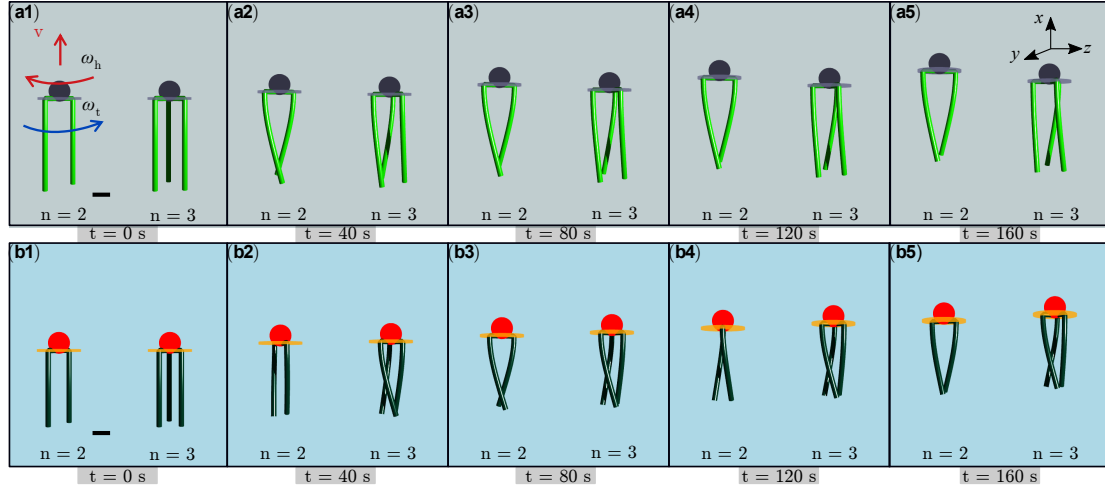 (a1)
v
ωh
ωt
n = 2
n = 3
t = 0 s
(a2)
n = 2
n = 3
t = 40 s
(a3)
n = 2
n = 3
t = 80 s
(a4)
n = 2
n = 3
t = 120 s
(a5)
x
y
z
n = 2
n = 3
t = 160 s
(b1)
n = 2
n = 3
t = 0 s
(b2)
n = 2
n = 3
t = 40 s
(b3)
n = 2
n = 3
t = 80 s
(b4)
n = 2
n = 3
t = 120 s
(b5)
n = 2
n = 3
t = 160 s